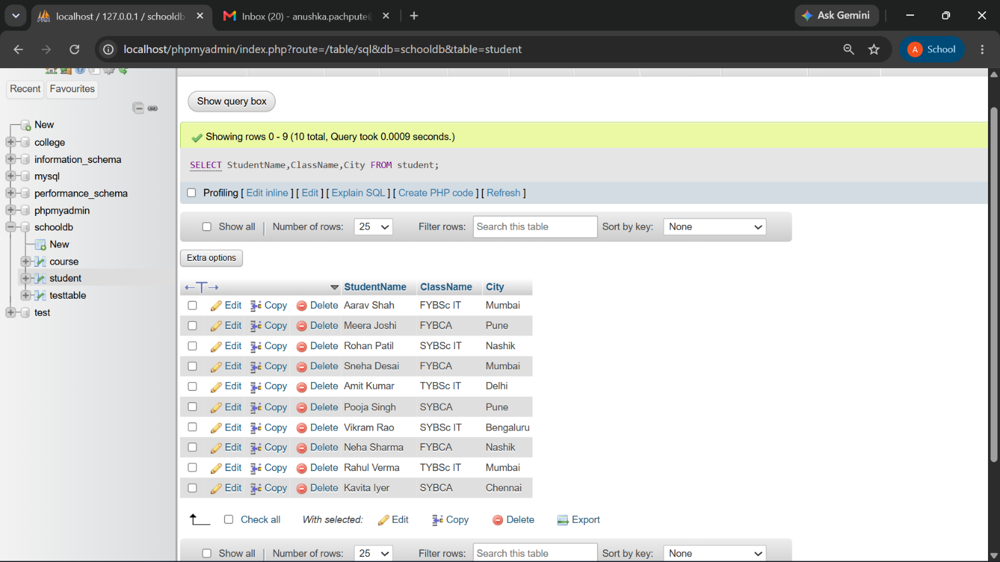 localhost / 127.0.0.1 / schooldb
Inbox (20) - anushka.pachpute@
Ask Gemini
localhost/phpmyadmin/index.php?route=/table/sql&db=schooldb&table=student
A School
Recent Favourites
New
college
information_schema
mysql
performance_schema
phpmyadmin
schooldb
New
course
student
testtable
test
Show query box
Showing rows 0 - 9 (10 total, Query took 0.0009 seconds.)
SELECT StudentName,ClassName,City FROM student;
Profiling [ Edit inline ] [ Edit ] [ Explain SQL ] [ Create PHP code ] [ Refresh ]
Show all | Number of rows: 25 Filter rows: Search this table Sort by key: None
Extra options
←T→ StudentName ClassName City
Edit Copy Delete Aarav Shah FYBSc IT Mumbai
Edit Copy Delete Meera Joshi FYBCA Pune
Edit Copy Delete Rohan Patil SYBSc IT Nashik
Edit Copy Delete Sneha Desai FYBCA Mumbai
Edit Copy Delete Amit Kumar TYBSc IT Delhi
Edit Copy Delete Pooja Singh SYBCA Pune
Edit Copy Delete Vikram Rao SYBSc IT Bengaluru
Edit Copy Delete Neha Sharma FYBCA Nashik
Edit Copy Delete Rahul Verma TYBSc IT Mumbai
Edit Copy Delete Kavita Iyer SYBCA Chennai
Check all With selected: Edit Copy Delete Export
Show all | Number of rows: 25 Filter rows: Search this table Sort by key: None